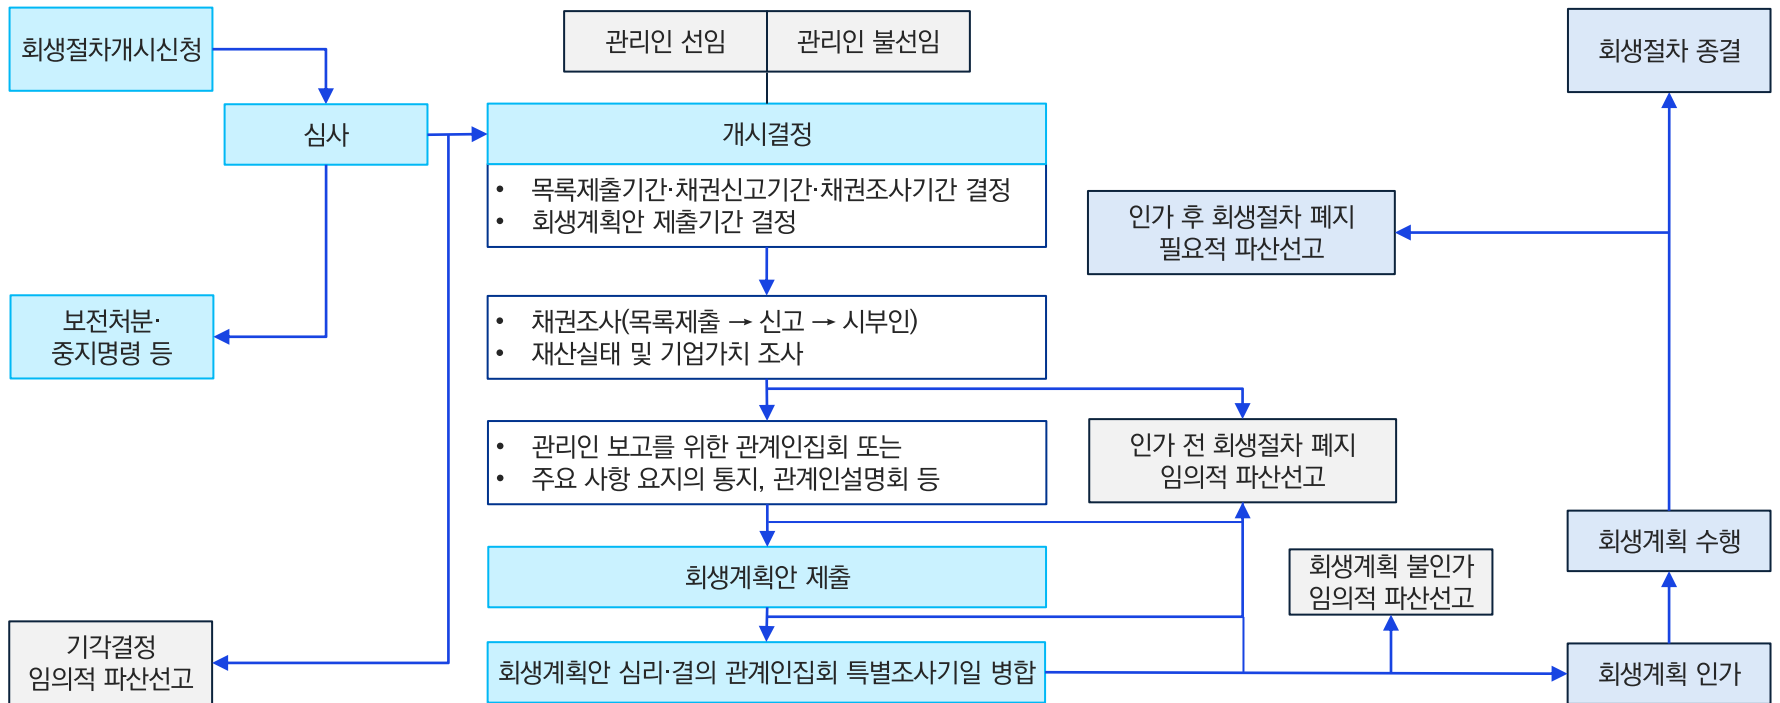 회생절차개시신청
심사
보전처분·
중지명령 등
기각결정
임의적 파산선고
관리인 선임
관리인 불선임
개시결정
• 목록제출기간·채권신고기간·채권조사기간 결정
• 회생계획안 제출기간 결정
• 채권조사(목록제출 → 신고 → 시부인)
• 재산실태 및 기업가치 조사
• 관리인 보고를 위한 관계인집회 또는
• 주요 사항 요지의 통지, 관계인설명회 등
회생계획안 제출
회생계획안 심리·결의 관계인집회 특별조사기일 병합
인가 후 회생절차 폐지
필요적 파산선고
인가 전 회생절차 폐지
임의적 파산선고
회생계획 불인가
임의적 파산선고
회생절차 종결
회생계획 수행
회생계획 인가